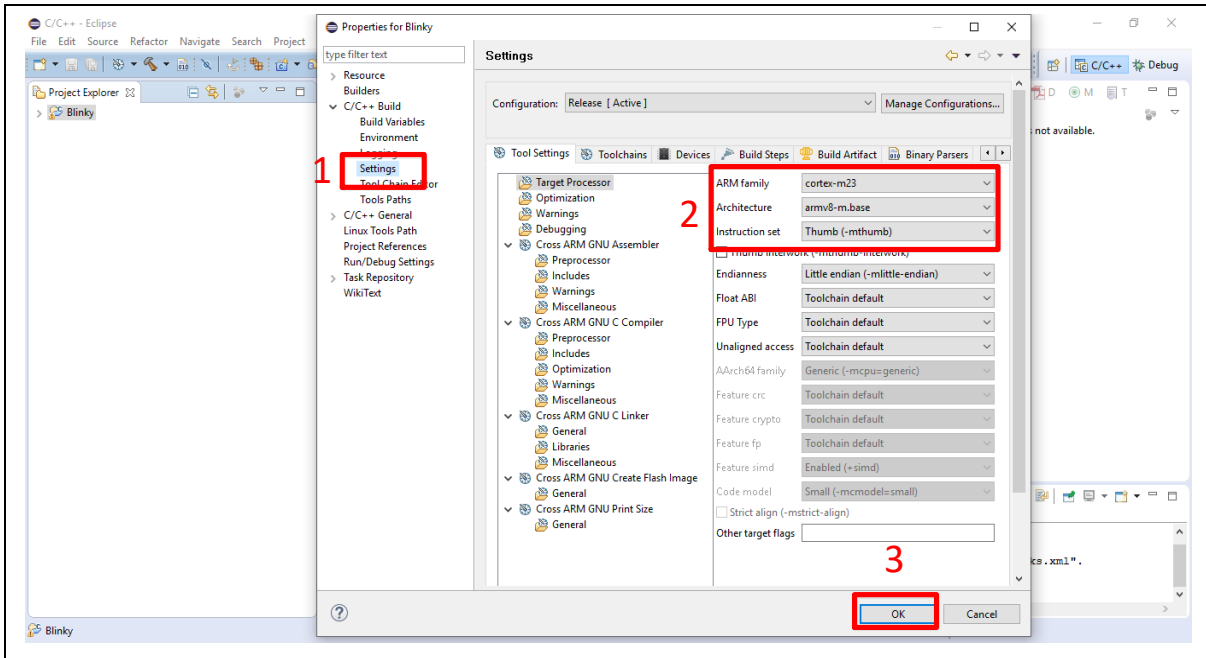 C/C++ - Eclipse
File Edit Source Refactor Navigate Search Project
C/C++ Debug
Project Explorer
Blinky
D M T
not available.
ks.xml".
Blinky
Properties for Blinky
type filter text
Resource
Builders
C/C++ Build
Build Variables
Environment
Logging
1
Settings
Tool Chain Editor
Tools Paths
C/C++ General
Linux Tools Path
Project References
Run/Debug Settings
Task Repository
WikiText
Settings
Configuration: Release [ Active ] Manage Configurations...
Tool Settings Toolchains Devices Build Steps Build Artifact Binary Parsers
Target Processor
Optimization
Warnings
Debugging
Cross ARM GNU Assembler
Preprocessor
Includes
Warnings
Miscellaneous
Cross ARM GNU C Compiler
Preprocessor
Includes
Optimization
Warnings
Miscellaneous
Cross ARM GNU C Linker
General
Libraries
Miscellaneous
Cross ARM GNU Create Flash Image
General
Cross ARM GNU Print Size
General
2
ARM family cortex-m23
Architecture armv8-m.base
Instruction set Thumb (-mthumb)
Thumb interwork (-mthumb-interwork)
Endianness Little endian (-mlittle-endian)
Float ABI Toolchain default
FPU Type Toolchain default
Unaligned access Toolchain default
AArch64 family Generic (-mcpu=generic)
Feature crc Toolchain default
Feature crypto Toolchain default
Feature fp Toolchain default
Feature simd Enabled (+simd)
Code model Small (-mcmodel=small)
Strict align (-mstrict-align)
Other target flags
3
OK Cancel